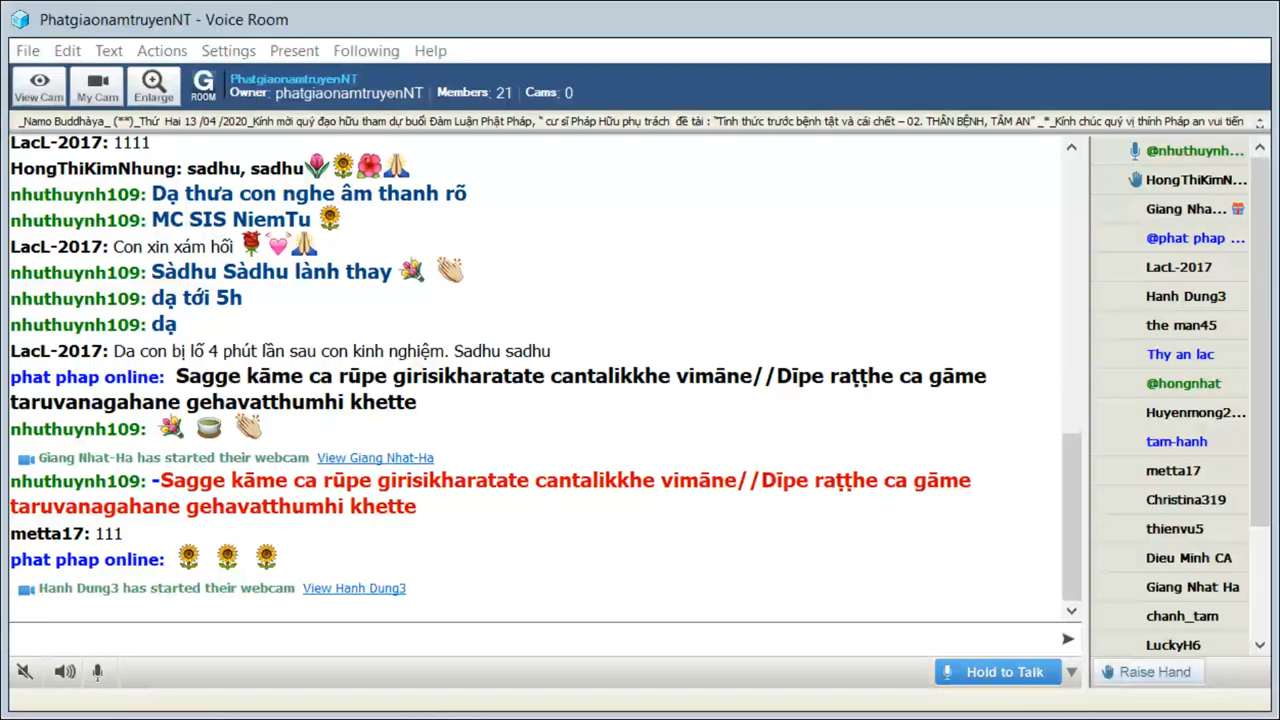 PhatgiaonamtruyenNT - Voice Room
File Edit Text Actions Settings Present Following Help
View Cam My Cam Enlarge G ROOM
PhatgiaonamtruyenNT
Owner: phatgiaonamtruyenNT Members: 21 Cams: 0
_Namo Buddhàya_ (**)_Thứ Hai 13 /04 /2020_Kính mời quý đạo hữu tham dự buổi Đàm Luận Phật Pháp, “ cư sĩ Pháp Hữu phụ trách đề tài : “Tỉnh thức trước bệnh tật và cái chết – 02. THÂN BỆNH, TÂM AN” _*_Kính chúc quý vị thính Pháp an vui tiến
LacL-2017: 1111
HongThiKimNhung: sadhu, sadhu🌷🌻🌺🙏
nhuthuynh109: Dạ thưa con nghe âm thanh rõ
nhuthuynh109: MC SIS NiemTu 🌻
LacL-2017: Con xin xám hối 🌹💓🙏
nhuthuynh109: Sàdhu Sàdhu lành thay 💐 👏
nhuthuynh109: dạ tới 5h
nhuthuynh109: dạ
LacL-2017: Da con bị lố 4 phút lần sau con kinh nghiệm. Sadhu sadhu
phat phap online: Sagge kāme ca rūpe girisikharatate cantalikkhe vimāne//Dīpe raṭṭhe ca gāme
taruvanagahane gehavatthumhi khette
nhuthuynh109: 💐 🍵 👏
Giang Nhat-Ha has started their webcam View Giang Nhat-Ha
nhuthuynh109: -Sagge kāme ca rūpe girisikharatate cantalikkhe vimāne//Dīpe raṭṭhe ca gāme
taruvanagahane gehavatthumhi khette
metta17: 111
phat phap online: 🌻 🌻 🌻
Hanh Dung3 has started their webcam View Hanh Dung3
@nhuthuynh...
HongThiKimN...
Giang Nha...
@phat phap ...
LacL-2017
Hanh Dung3
the man45
Thy an lac
@hongnhat
Huyenmong2...
tam-hanh
metta17
Christina319
thienvu5
Dieu Minh CA
Giang Nhat Ha
chanh_tam
LuckyH6
Hold to Talk
Raise Hand